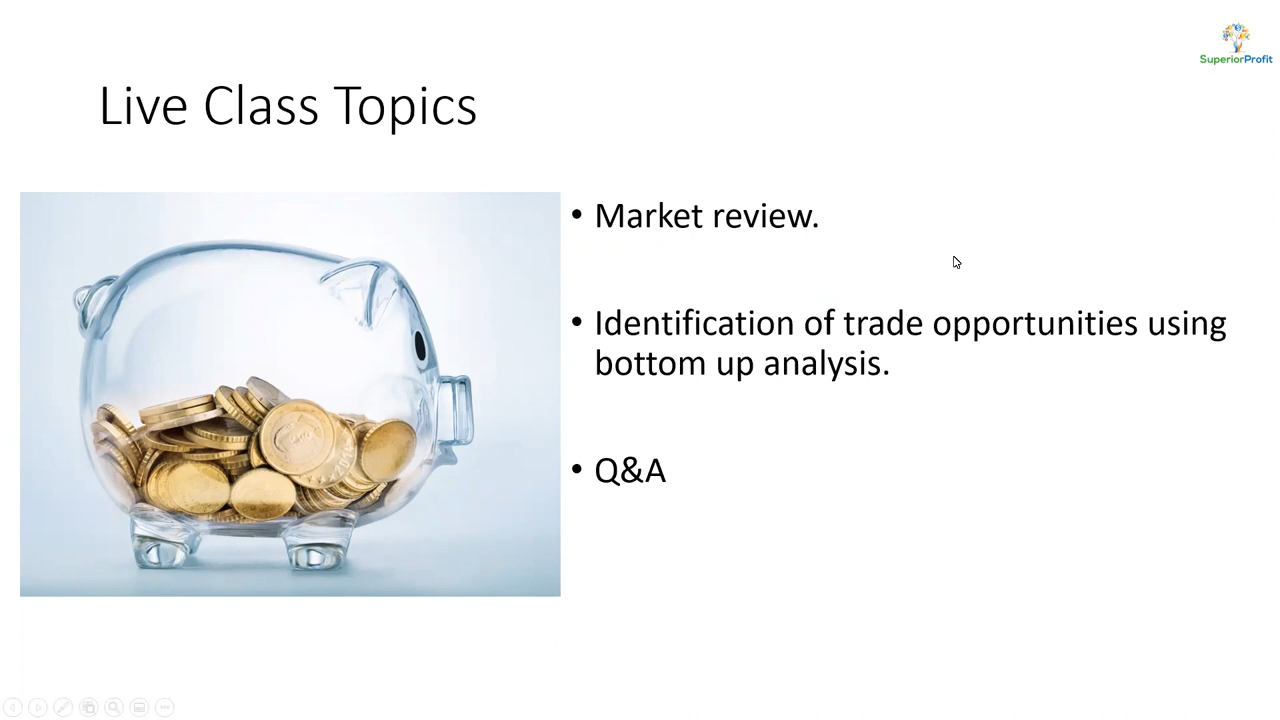 SuperiorProfit
Live Class Topics
• Market review.
• Identification of trade opportunities using
bottom up analysis.
• Q&A